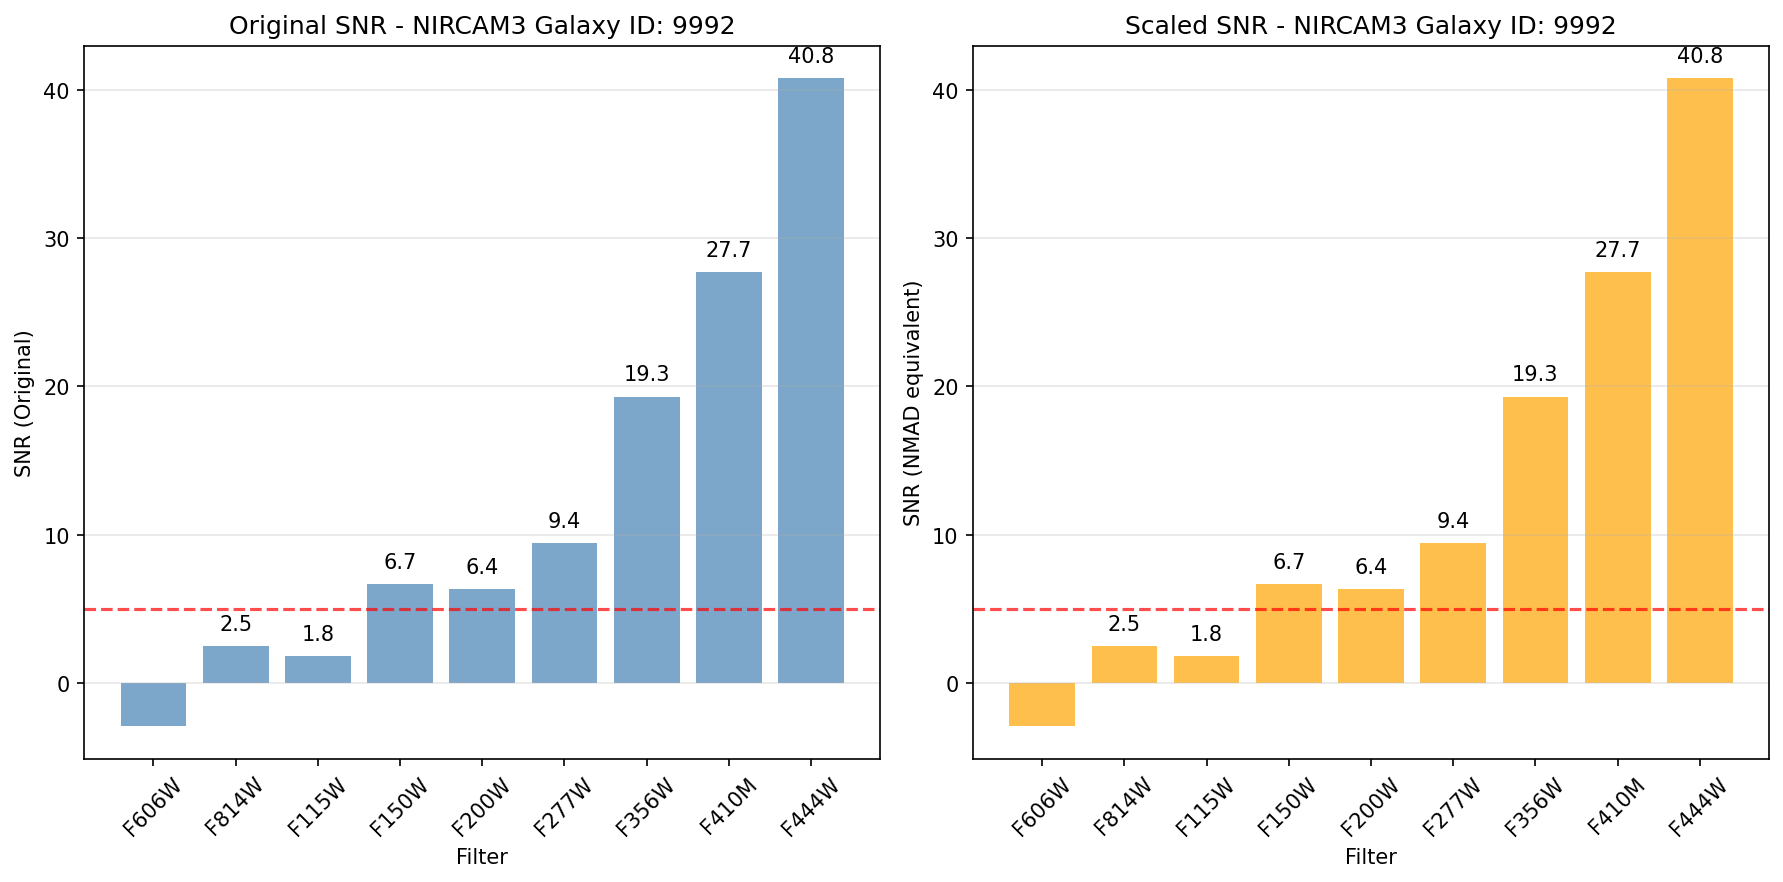 Original SNR - NIRCAM3 Galaxy ID: 9992
SNR (Original)
40
30
20
10
0
2.5
1.8
6.7
6.4
9.4
19.3
27.7
40.8
F606W
F814W
F115W
F150W
F200W
F277W
F356W
F410M
F444W
Filter
Scaled SNR - NIRCAM3 Galaxy ID: 9992
SNR (NMAD equivalent)
40
30
20
10
0
2.5
1.8
6.7
6.4
9.4
19.3
27.7
40.8
F606W
F814W
F115W
F150W
F200W
F277W
F356W
F410M
F444W
Filter